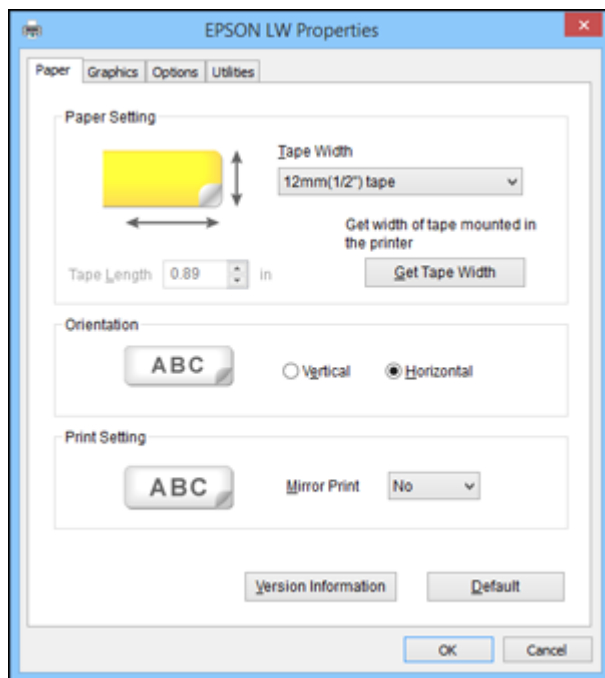 EPSON LW Properties
Paper Graphics Options Utilities
Paper Setting
Tape Width
12mm(1/2") tape
Get width of tape mounted in
the printer
Tape Length 0.89 in
Get Tape Width
Orientation
ABC
Vertical Horizontal
Print Setting
ABC
Mirror Print No
Version Information Default
OK Cancel